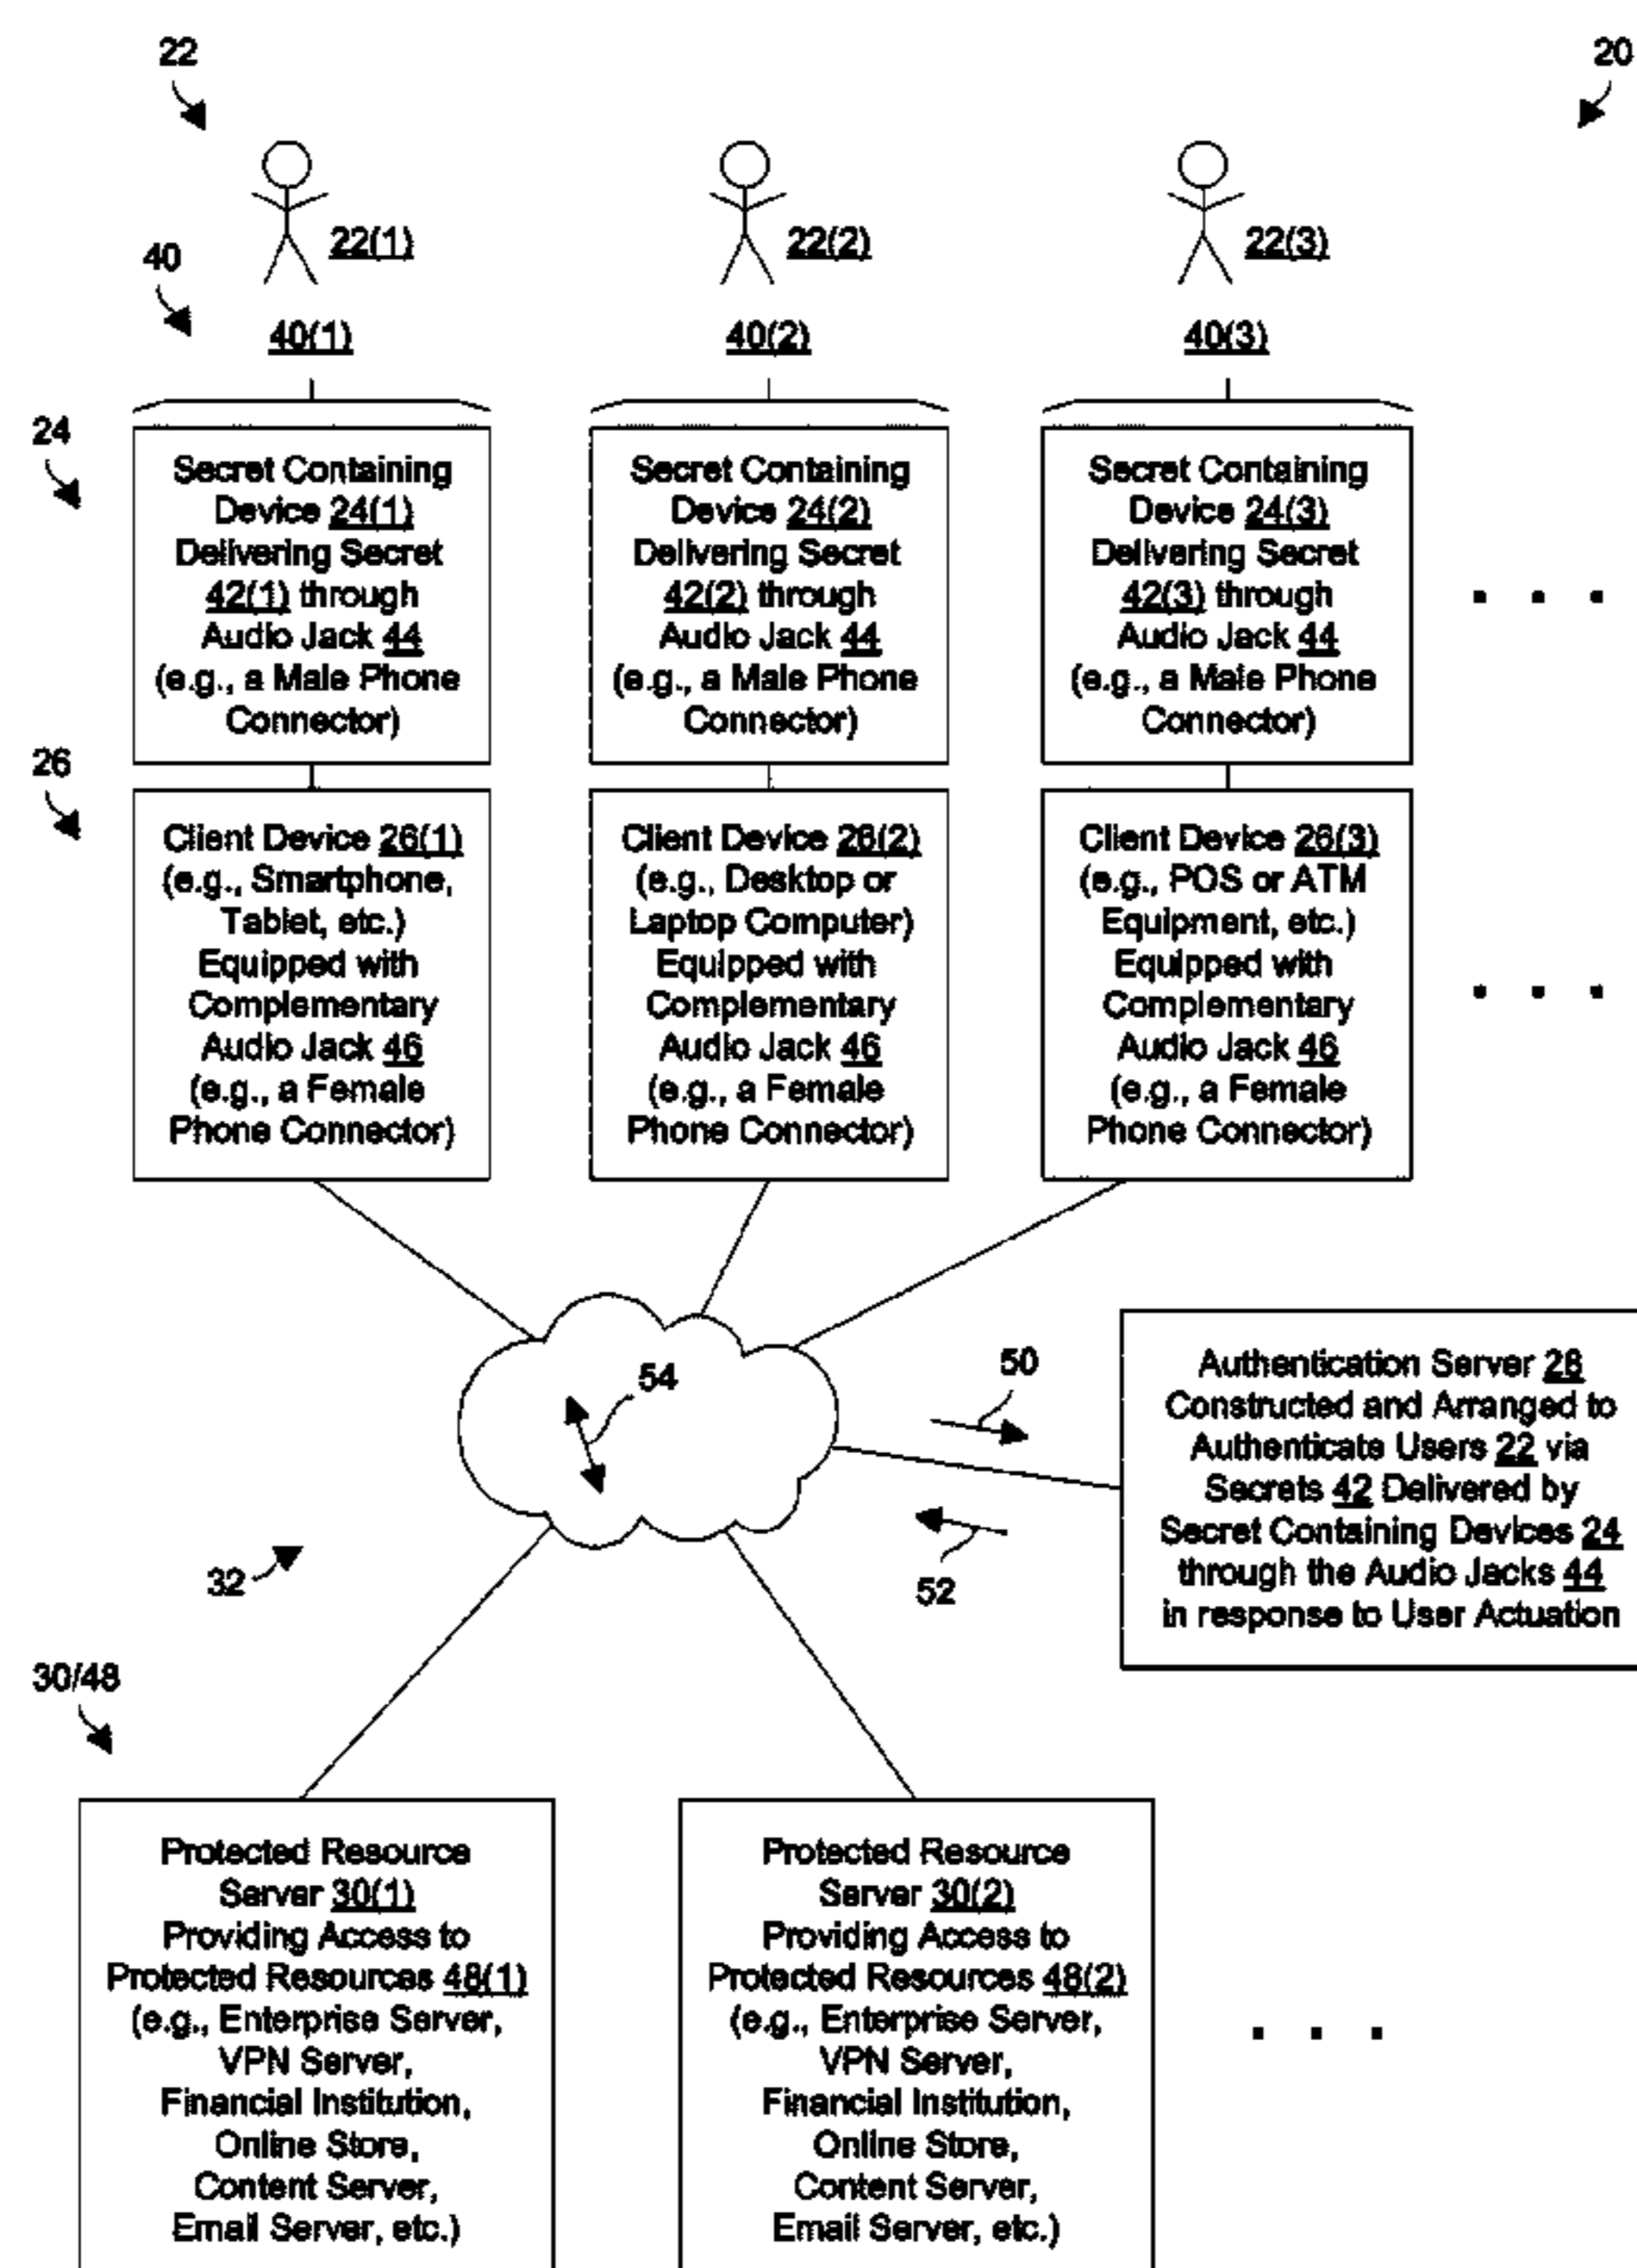 22
20
22(1)
22(2)
22(3)
40
40(1)
40(2)
40(3)
24
Secret Containing
Device 24(1)
Delivering Secret
42(1) through
Audio Jack 44
(e.g., a Male Phone
Connector)
Secret Containing
Device 24(2)
Delivering Secret
42(2) through
Audio Jack 44
(e.g., a Male Phone
Connector)
Secret Containing
Device 24(3)
Delivering Secret
42(3) through
Audio Jack 44
(e.g., a Male Phone
Connector)
. . .
26
Client Device 26(1)
(e.g., Smartphone,
Tablet, etc.)
Equipped with
Complementary
Audio Jack 46
(e.g., a Female
Phone Connector)
Client Device 26(2)
(e.g., Desktop or
Laptop Computer)
Equipped with
Complementary
Audio Jack 46
(e.g., a Female
Phone Connector)
Client Device 26(3)
(e.g., POS or ATM
Equipment, etc.)
Equipped with
Complementary
Audio Jack 46
(e.g., a Female
Phone Connector)
. . .
54
50
52
32
Authentication Server 28
Constructed and Arranged to
Authenticate Users 22 via
Secrets 42 Delivered by
Secret Containing Devices 24
through the Audio Jacks 44
in response to User Actuation
30/48
Protected Resource
Server 30(1)
Providing Access to
Protected Resources 48(1)
(e.g., Enterprise Server,
VPN Server,
Financial Institution,
Online Store,
Content Server,
Email Server, etc.)
Protected Resource
Server 30(2)
Providing Access to
Protected Resources 48(2)
(e.g., Enterprise Server,
VPN Server,
Financial Institution,
Online Store,
Content Server,
Email Server, etc.)
. . .